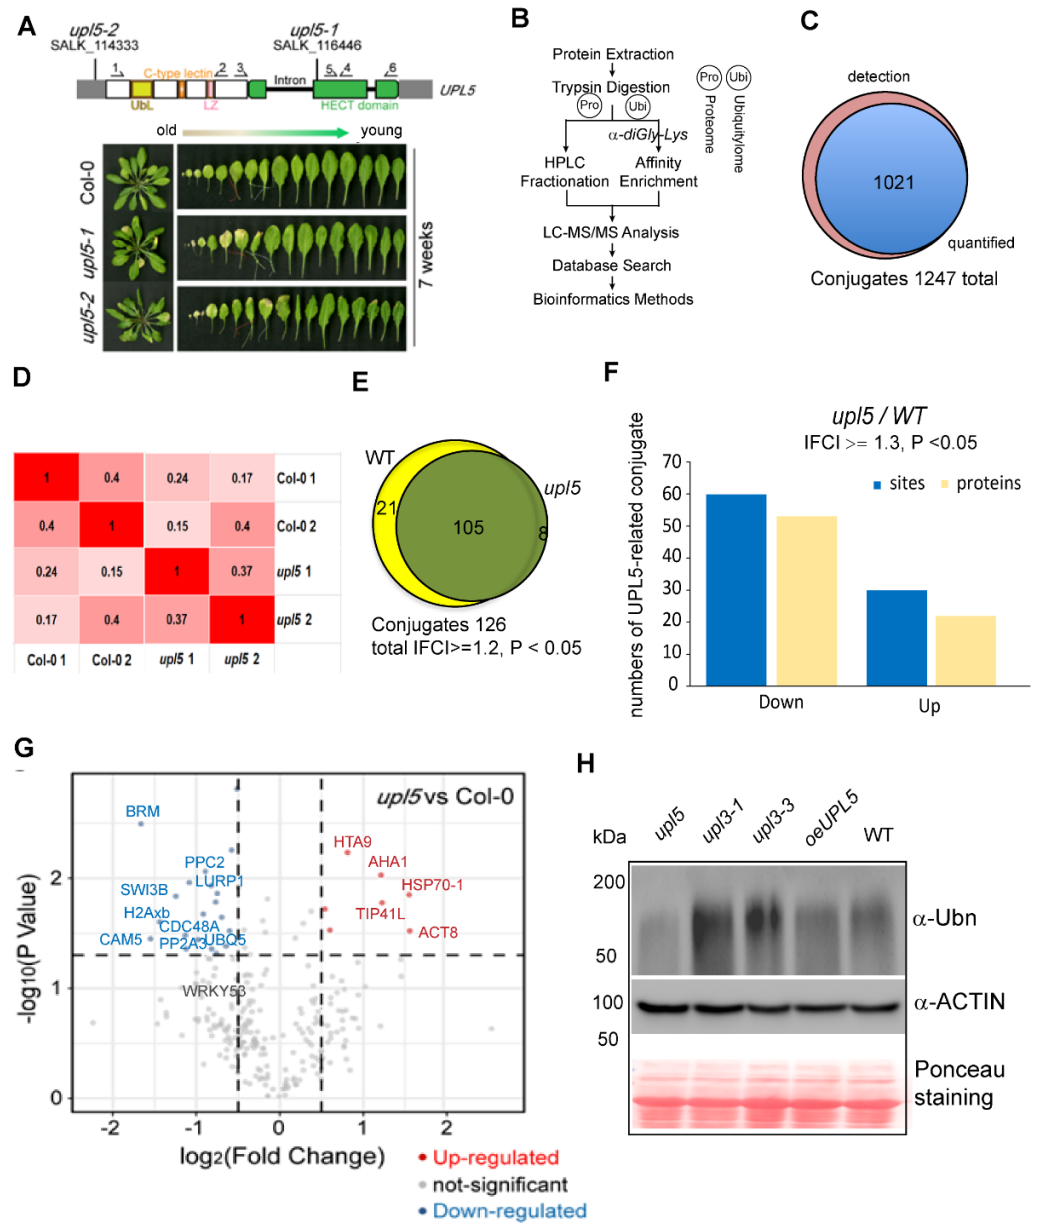 A
upl5-2
SALK_114333
upl5-1
SALK_116446
1
C-type lectin
2
3
Intron
5
4
6
UPL5
UbL
LZ
HECT domain
old
young
Col-0
upl5-1
upl5-2
7 weeks
B
Protein Extraction
Trypsin Digestion
Pro
Ubi
α-diGly-Lys
HPLC
Fractionation
Affinity
Enrichment
LC-MS/MS Analysis
Database Search
Bioinformatics Methods
Pro
Ubi
Proteome
Ubiquitylome
C
detection
1021
quantified
Conjugates 1247 total
D
1 0.4 0.24 0.17 Col-0 1
0.4 1 0.15 0.4 Col-0 2
0.24 0.15 1 0.37 upl5 1
0.17 0.4 0.37 1 upl5 2
Col-0 1 Col-0 2 upl5 1 upl5 2
E
WT
upl5
21
105
8
Conjugates 126
total IFCI>=1.2, P < 0.05
F
upl5 / WT
IFCI >= 1.3, P <0.05
sites proteins
numbers of UPL5-related conjugate
70
60
50
40
30
20
10
0
Down
Up
G
upl5 vs Col-0
BRM
HTA9
PPC2
AHA1
LURP1
SWI3B
HSP70-1
H2Axb
TIP41L
CDC48A
CAM5
PP2A3
UBQ5
ACT8
WRKY53
-log10(P Value)
2
1
0
-2 -1 0 1 2
log2(Fold Change)
Up-regulated
not-significant
Down-regulated
H
kDa
upl5
upl3-1
upl3-3
oeUPL5
WT
200
50
α-Ubn
100
50
α-ACTIN
Ponceau
staining